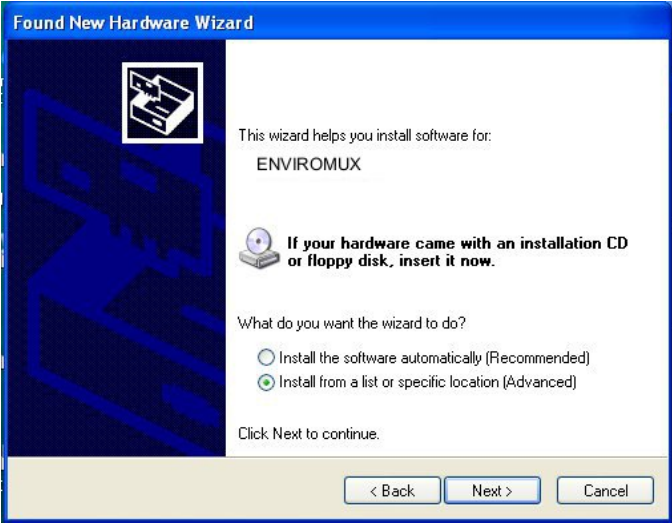 Found New Hardware Wizard
This wizard helps you install software for:
ENVIROMUX
If your hardware came with an installation CD
or floppy disk, insert it now.
What do you want the wizard to do?
Install the software automatically (Recommended)
Install from a list or specific location (Advanced)
Click Next to continue.
< Back
Next >
Cancel